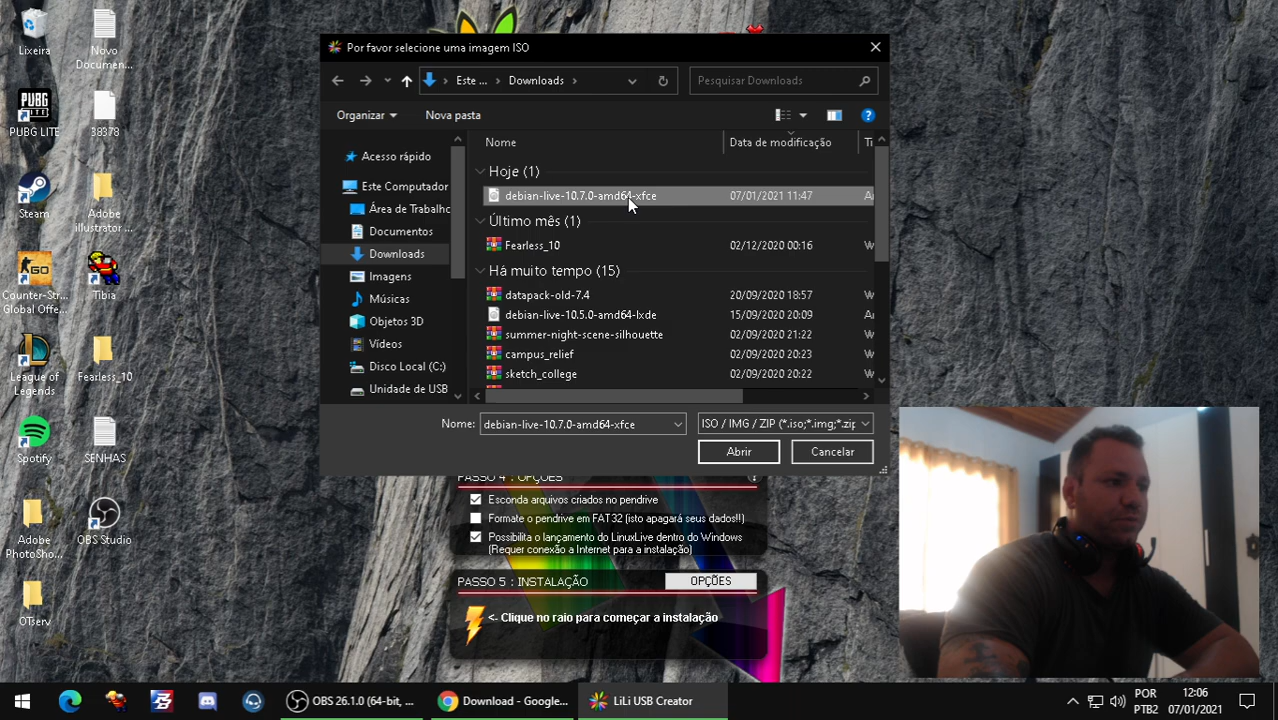 Lixeira
Novo
Documen...
PUBG LITE
38378
Steam
Adobe
illustrator ...
Counter-Str...
Global Offe...
Tibia
League of
Legends
Fearless_10
Spotify
SENHAS
Adobe
PhotoSho...
OBS Studio
OTserv
Por favor selecione uma imagem ISO
Este ...
Downloads
Pesquisar Downloads
Organizar
Nova pasta
Acesso rápido
Este Computador
Área de Trabalho
Documentos
Downloads
Imagens
Músicas
Objetos 3D
Vídeos
Disco Local (C:)
Unidade de USB
Nome
Data de modificação
Ti
Hoje (1)
debian-live-10.7.0-amd64-xfce 07/01/2021 11:47 Ar
Último mês (1)
Fearless_10 02/12/2020 00:16 W
Há muito tempo (15)
datapack-old-7.4 20/09/2020 18:57 W
debian-live-10.5.0-amd64-lxde 15/09/2020 20:09 Ar
summer-night-scene-silhouette 02/09/2020 21:22 W
campus_relief 02/09/2020 20:23 W
sketch_college 02/09/2020 20:22 W
Nome: debian-live-10.7.0-amd64-xfce
ISO / IMG / ZIP (*.iso;*.img;*.zip
Abrir
Cancelar
PASSO 4 : OPÇÕES ?
Esconda arquivos criados no pendrive
Formate o pendrive em FAT32 (isto apagará seus dados!!)
Possibilita o lançamento do LinuxLive dentro do Windows
(Requer conexão a Internet para a instalação)
PASSO 5 : INSTALAÇÃO
OPÇÕES
<- Clique no raio para começar a instalação
OBS 26.1.0 (64-bit, ...
Download - Google...
LiLi USB Creator
POR
PTB2
12:06
07/01/2021